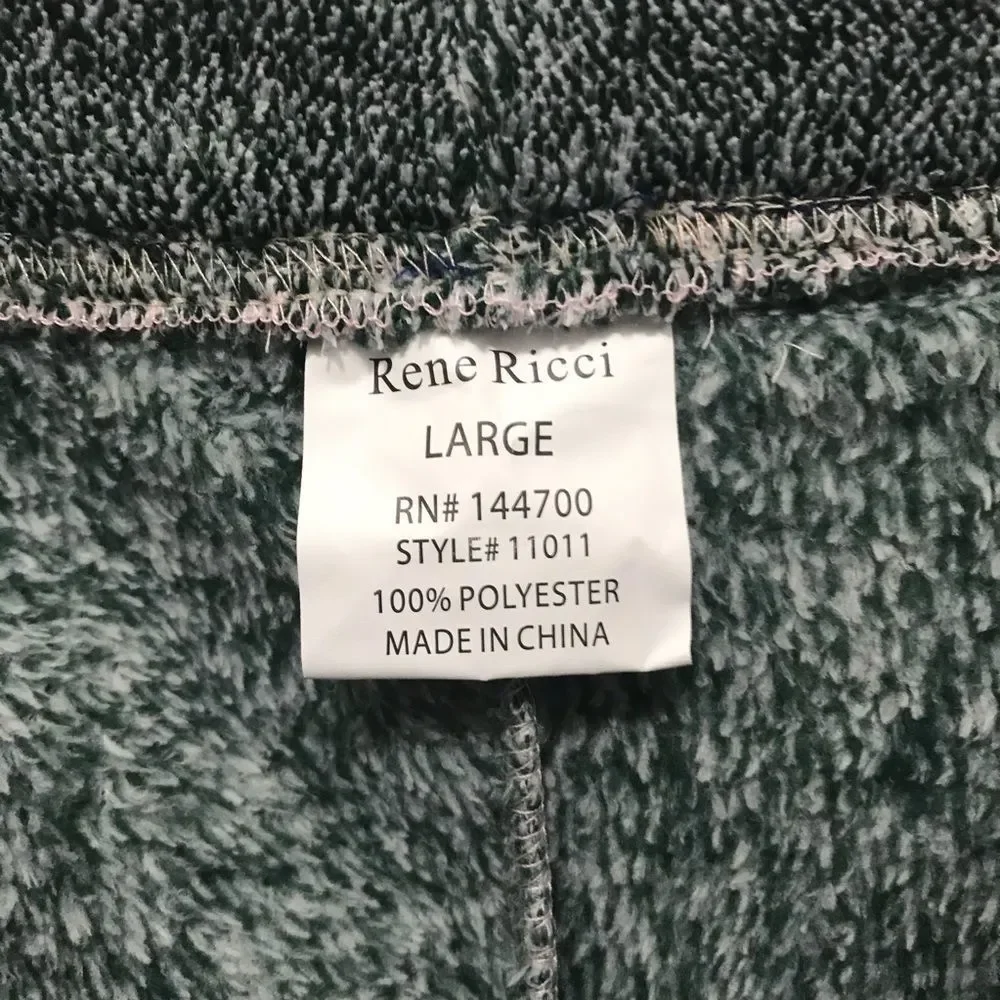 Rene Ricci
LARGE
RN# 144700
STYLE# 11011
100% POLYESTER
MADE IN CHINA